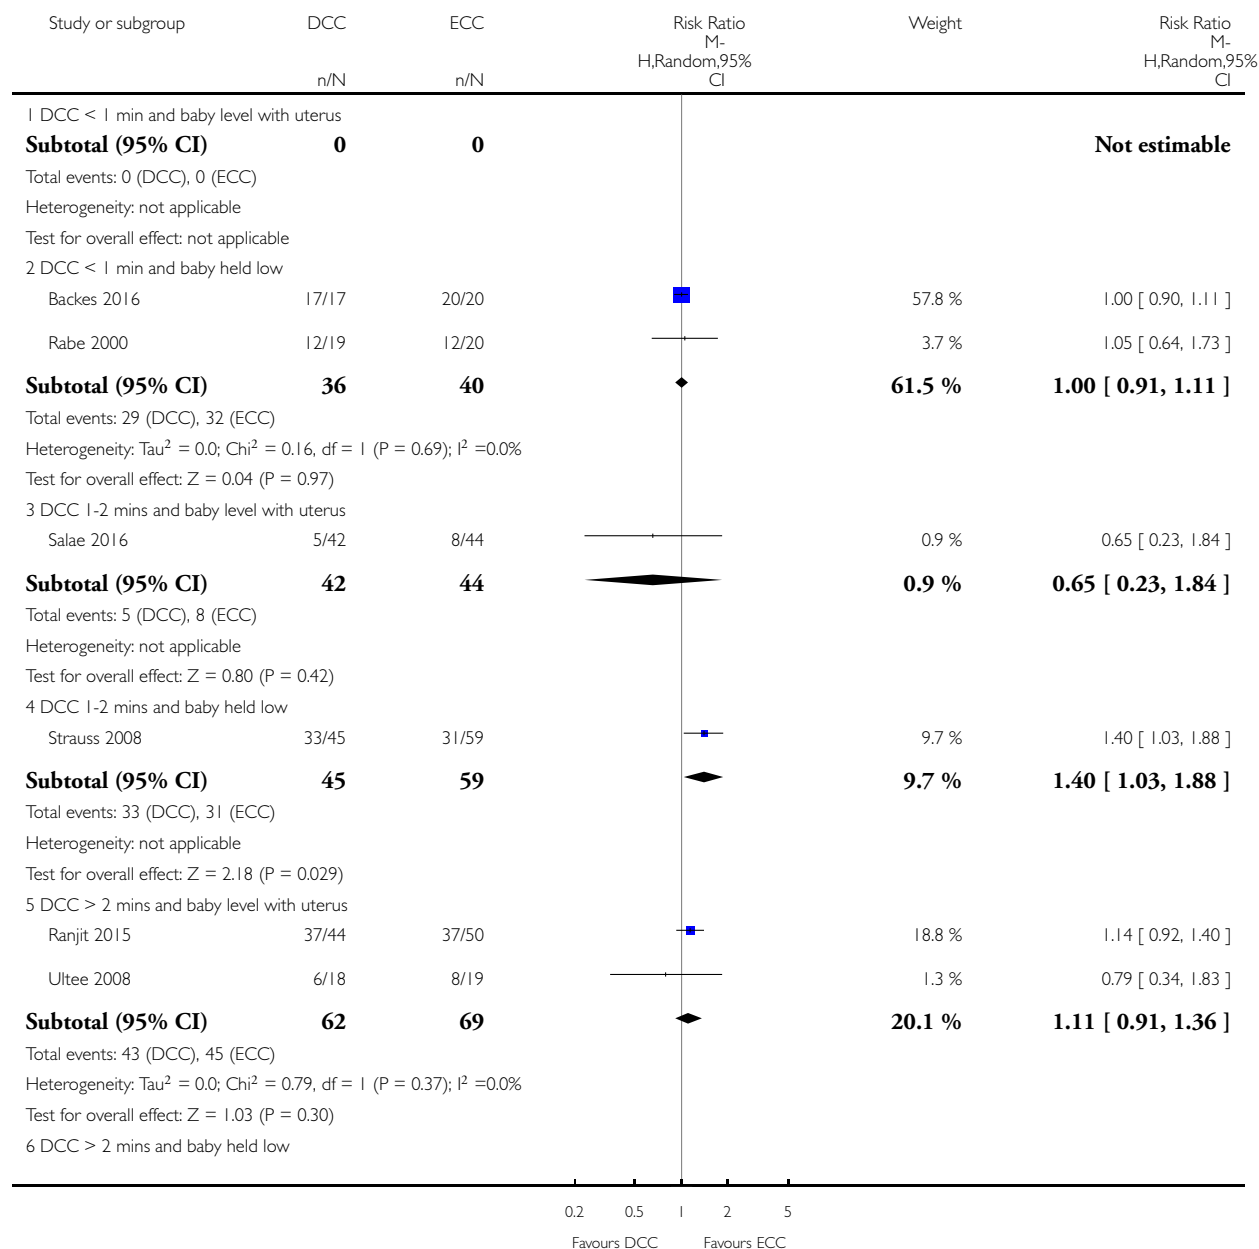 Study or subgroup DCC ECC Risk Ratio Weight Risk Ratio
M- M-
H,Random,95% H,Random,95%
n/N n/N CI CI
1 DCC < 1 min and baby level with uterus
Subtotal (95% CI) 0 0 Not estimable
Total events: 0 (DCC), 0 (ECC)
Heterogeneity: not applicable
Test for overall effect: not applicable
2 DCC < 1 min and baby held low
Backes 2016 17/17 20/20 57.8 % 1.00 [ 0.90, 1.11 ]
Rabe 2000 12/19 12/20 3.7 % 1.05 [ 0.64, 1.73 ]
Subtotal (95% CI) 36 40 61.5 % 1.00 [ 0.91, 1.11 ]
Total events: 29 (DCC), 32 (ECC)
Heterogeneity: Tau² = 0.0; Chi² = 0.16, df = 1 (P = 0.69); I² =0.0%
Test for overall effect: Z = 0.04 (P = 0.97)
3 DCC 1-2 mins and baby level with uterus
Salae 2016 5/42 8/44 0.9 % 0.65 [ 0.23, 1.84 ]
Subtotal (95% CI) 42 44 0.9 % 0.65 [ 0.23, 1.84 ]
Total events: 5 (DCC), 8 (ECC)
Heterogeneity: not applicable
Test for overall effect: Z = 0.80 (P = 0.42)
4 DCC 1-2 mins and baby held low
Strauss 2008 33/45 31/59 9.7 % 1.40 [ 1.03, 1.88 ]
Subtotal (95% CI) 45 59 9.7 % 1.40 [ 1.03, 1.88 ]
Total events: 33 (DCC), 31 (ECC)
Heterogeneity: not applicable
Test for overall effect: Z = 2.18 (P = 0.029)
5 DCC > 2 mins and baby level with uterus
Ranjit 2015 37/44 37/50 18.8 % 1.14 [ 0.92, 1.40 ]
Ultee 2008 6/18 8/19 1.3 % 0.79 [ 0.34, 1.83 ]
Subtotal (95% CI) 62 69 20.1 % 1.11 [ 0.91, 1.36 ]
Total events: 43 (DCC), 45 (ECC)
Heterogeneity: Tau² = 0.0; Chi² = 0.79, df = 1 (P = 0.37); I² =0.0%
Test for overall effect: Z = 1.03 (P = 0.30)
6 DCC > 2 mins and baby held low
0.2 0.5 1 2 5
Favours DCC Favours ECC